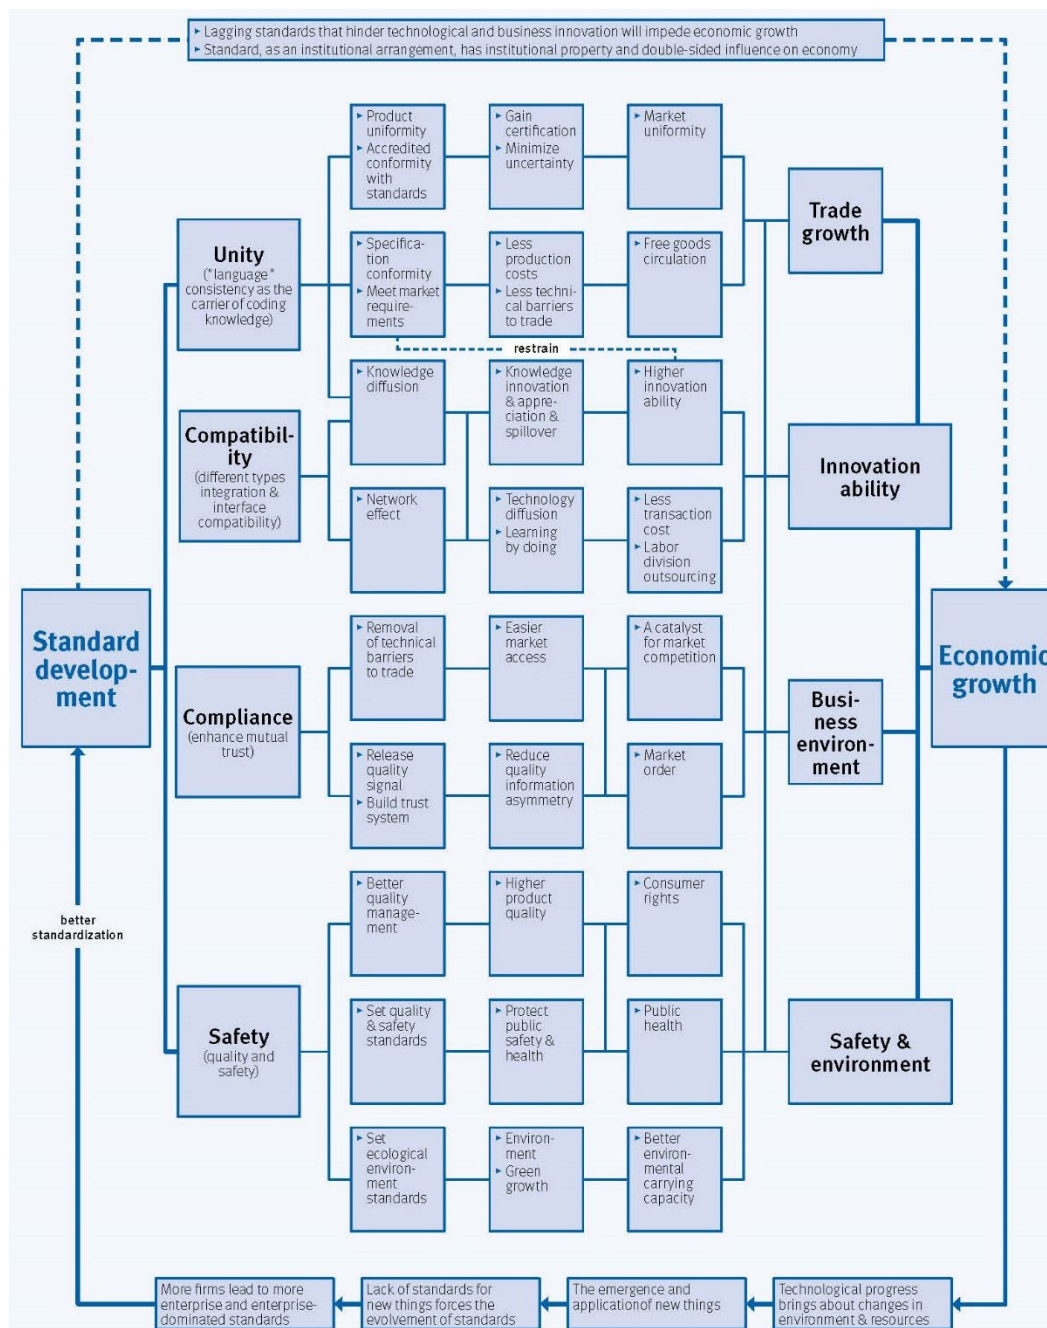 ▸ Lagging standards that hinder technological and business innovation will impede economic growth
▸ Standard, as an institutional arrangement, has institutional property and double-sided influence on economy
▸ Product
uniformity
▸ Accredited
conformity
with
standards
▸ Gain
certification
▸ Minimize
uncertainty
▸ Market
uniformity
Trade
growth
Unity
("language"
consistency as the
carrier of coding
knowledge)
▸ Specifica-
tion
conformity
▸ Meet market
require-
ments
▸ Less
production
costs
▸ Less techni-
cal barriers
to trade
▸ Free goods
circulation
restrain
▸ Knowledge
diffusion
▸ Knowledge
innovation
& appre-
ciation &
spillover
▸ Higher
innovation
ability
Compatibil-
ity
(different types
integration &
interface
compatibility)
Innovation
ability
▸ Network
effect
▸ Technology
diffusion
▸ Learning
by doing
▸ Less
transaction
cost
▸ Labor
division
outsourcing
Standard
develop-
ment
▸ Removal
of technical
barriers
to trade
▸ Easier
market
access
▸ A catalyst
for market
competition
Economic
growth
Compliance
(enhance mutual
trust)
Busi-
ness
environ-
ment
▸ Release
quality
signal
▸ Build trust
system
▸ Reduce
quality
information
asymmetry
▸ Market
order
▸ Better
quality
manage-
ment
▸ Higher
product
quality
▸ Consumer
rights
better
standardization
Safety
(quality and
safety)
▸ Set quality
& safety
standards
▸ Protect
public
safety &
health
▸ Public
health
Safety &
environment
▸ Set
ecological
environ-
ment
standards
▸ Environ-
ment
▸ Green
growth
▸ Better
environ-
mental
carrying
capacity
More firms lead to more
enterprise and enterprise-
dominated standards
Lack of standards for
new things forces the
evolvement of standards
The emergence and
applicationof new things
Technological progress
brings about changes in
environment & resources